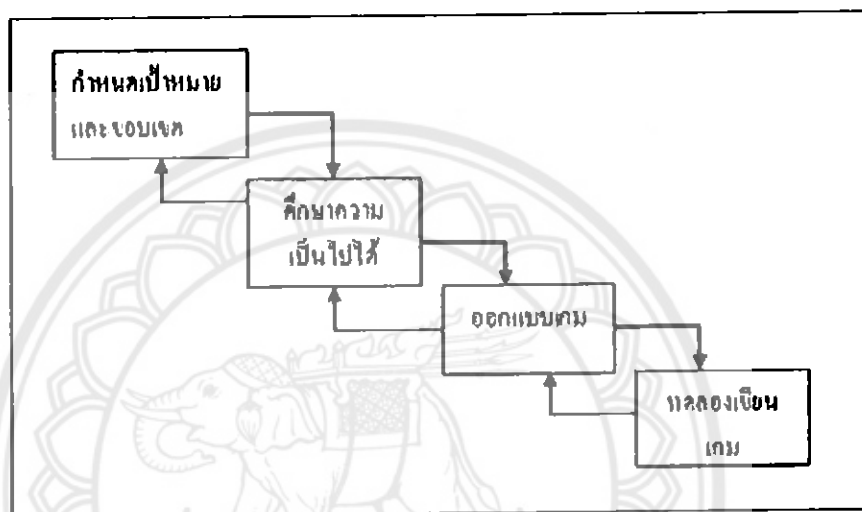 กำหนดเป้าหมาย
และขอบเขต
ศึกษาความ
เป็นไปได้
ออกแบบเกม
ทดลองเขียน
เกม